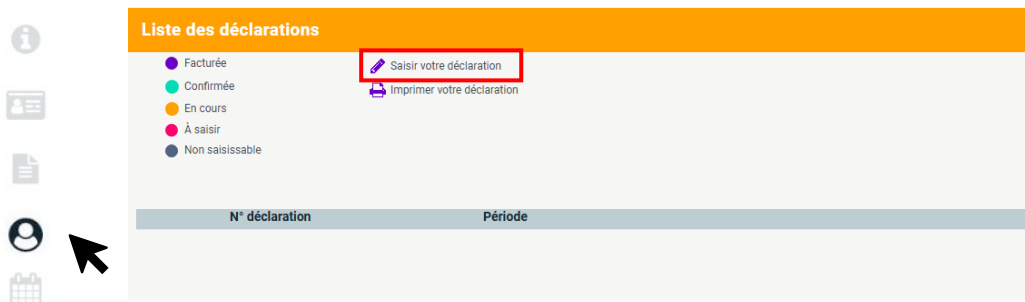 Liste des déclarations
Facturée
Confirmée
En cours
À saisir
Non saisissable
Saisir votre déclaration
Imprimer votre déclaration
N° déclaration Période